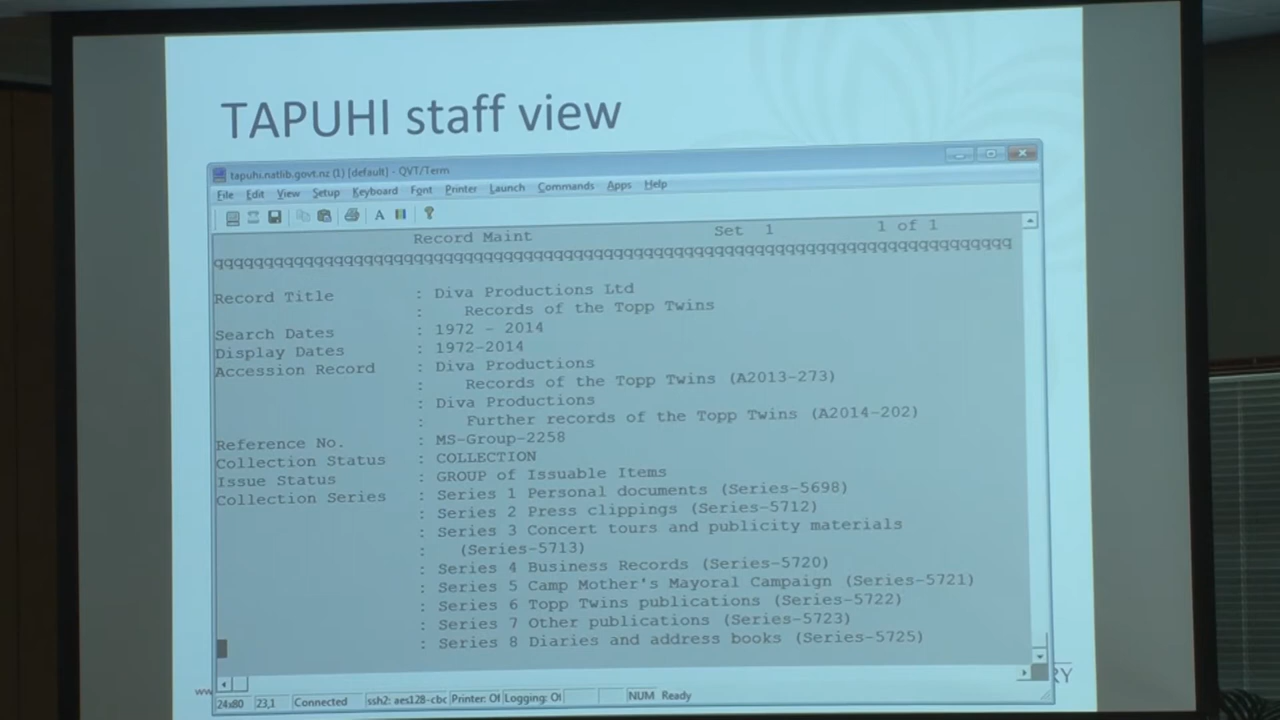 TAPUHI staff view
tapuhi.natlib.govt.nz (1) [default] - QVT/Term
File Edit View Setup Keyboard Font Printer Launch Commands Apps Help
Record Maint Set 1 1 of 1
Record Title : Diva Productions Ltd
: Records of the Topp Twins
Search Dates : 1972 - 2014
Display Dates : 1972-2014
Accession Record : Diva Productions
: Records of the Topp Twins (A2013-273)
: Diva Productions
: Further records of the Topp Twins (A2014-202)
Reference No. : MS-Group-2258
Collection Status : COLLECTION
Issue Status : GROUP of Issuable Items
Collection Series : Series 1 Personal documents (Series-5698)
: Series 2 Press clippings (Series-5712)
: Series 3 Concert tours and publicity materials
: (Series-5713)
: Series 4 Business Records (Series-5720)
: Series 5 Camp Mother's Mayoral Campaign (Series-5721)
: Series 6 Topp Twins publications (Series-5722)
: Series 7 Other publications (Series-5723)
: Series 8 Diaries and address books (Series-5725)
24x80 23,1 Connected ssh2: aes128-cbc Printer: Of Logging: Of NUM Ready